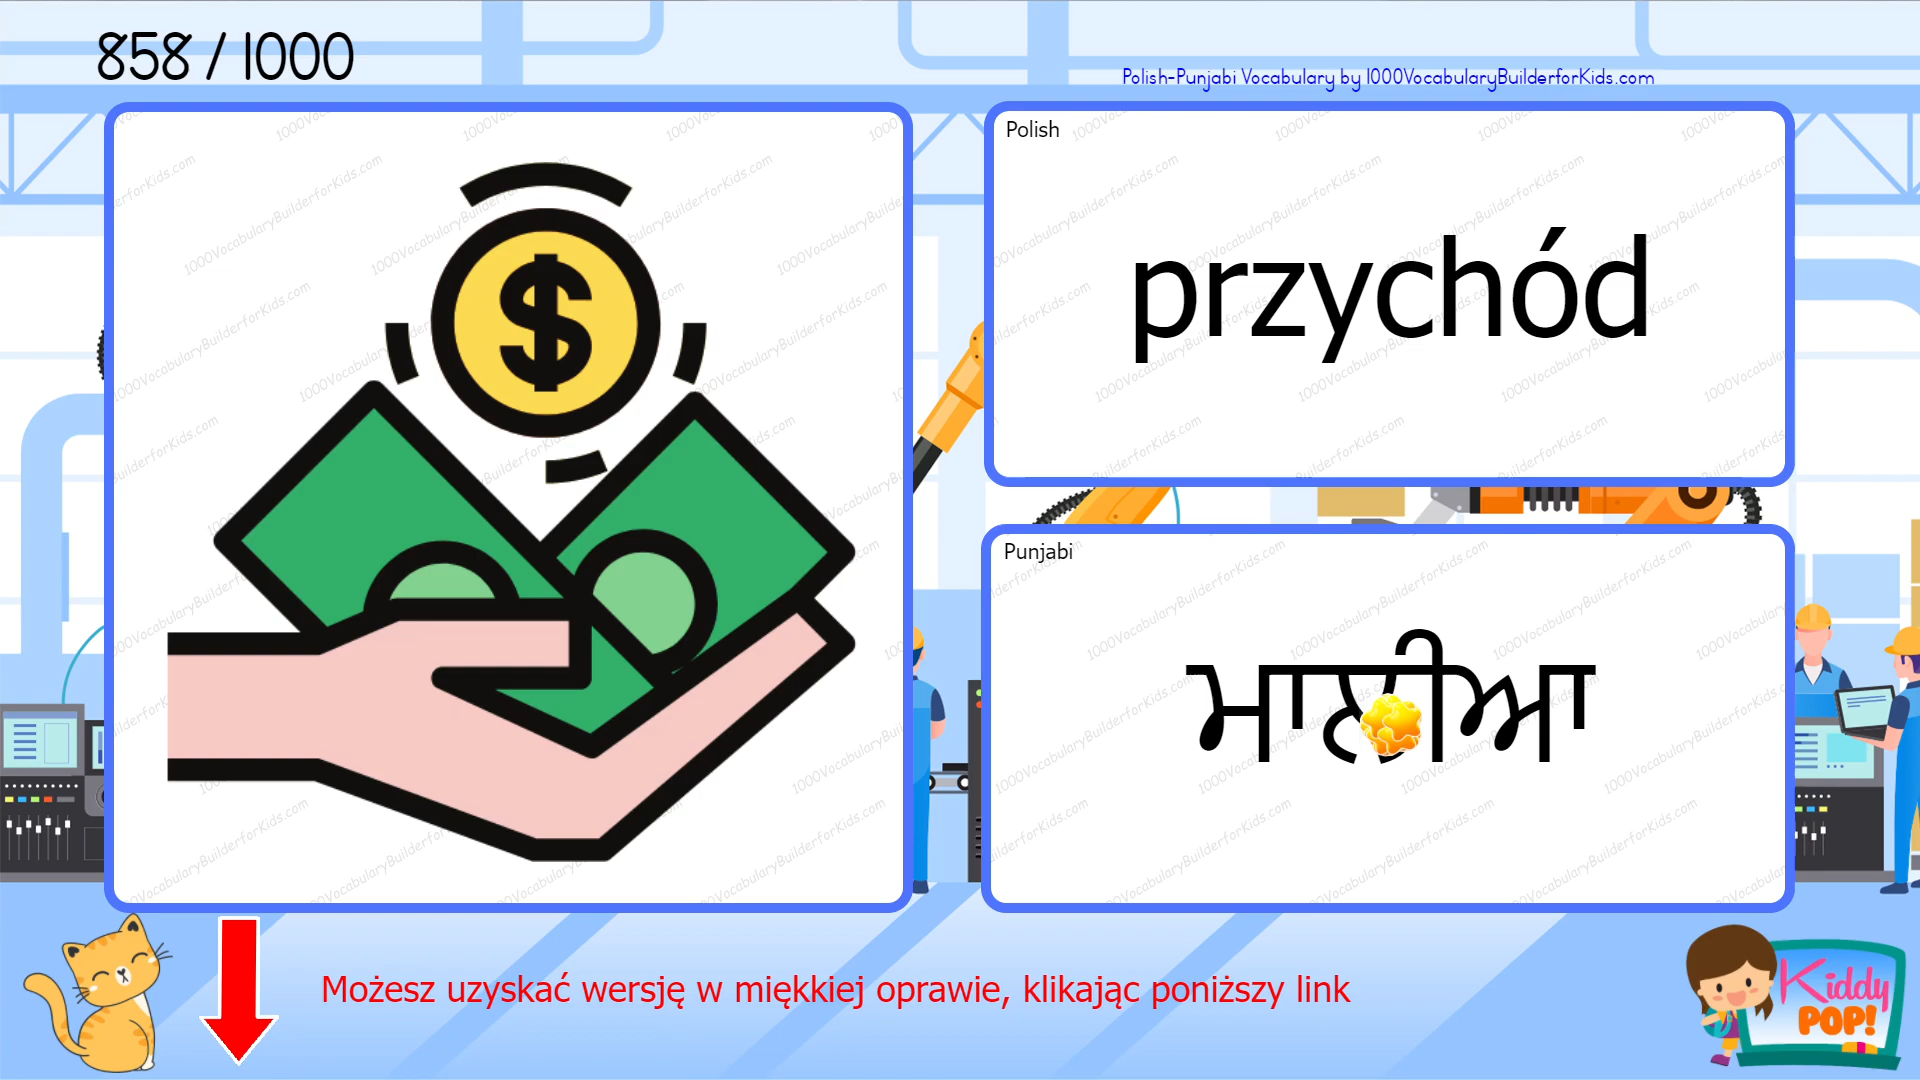 858 / 1000
Polish-Punjabi Vocabulary by 1000VocabularyBuilderforKids.com
Polish
przychód
Punjabi
Możesz uzyskać wersję w miękkiej oprawie, klikając poniższy link
Kiddy
POP!